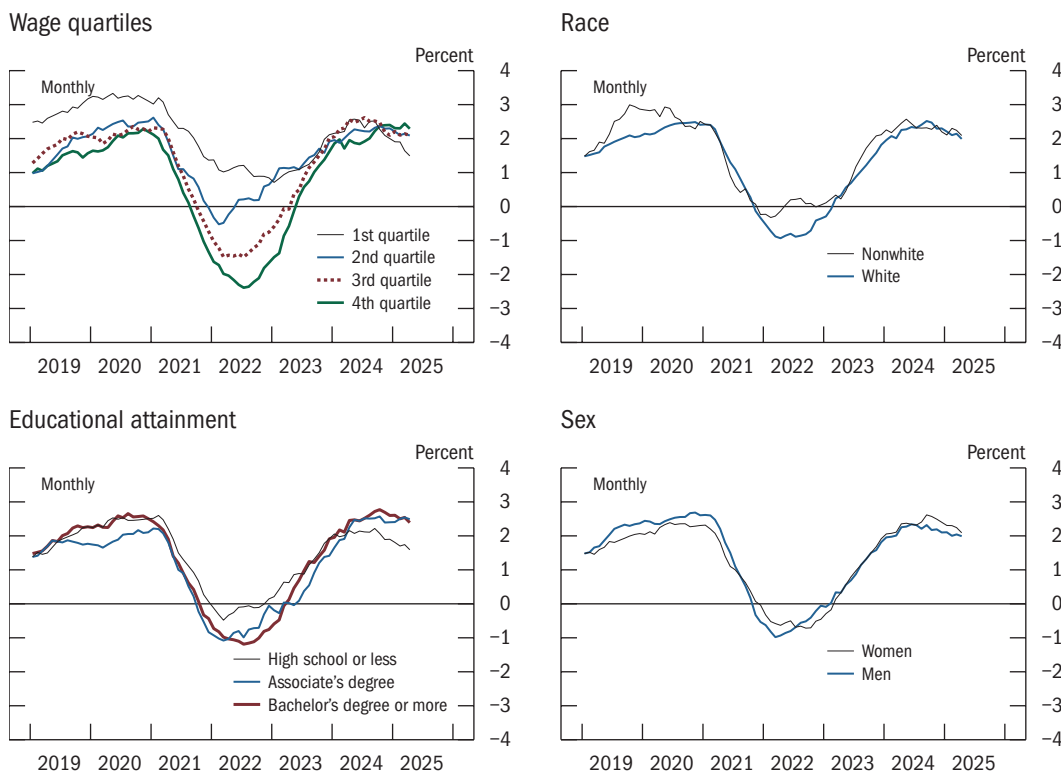 Wage quartiles
Percent
Monthly
4
3
2
1
0
−1
−2
−3
−4
1st quartile
2nd quartile
3rd quartile
4th quartile
2019 2020 2021 2022 2023 2024 2025
Race
Percent
Monthly
4
3
2
1
0
−1
−2
−3
−4
Nonwhite
White
2019 2020 2021 2022 2023 2024 2025
Educational attainment
Percent
Monthly
4
3
2
1
0
−1
−2
−3
−4
High school or less
Associate’s degree
Bachelor’s degree or more
2019 2020 2021 2022 2023 2024 2025
Sex
Percent
Monthly
4
3
2
1
0
−1
−2
−3
−4
Women
Men
2019 2020 2021 2022 2023 2024 2025